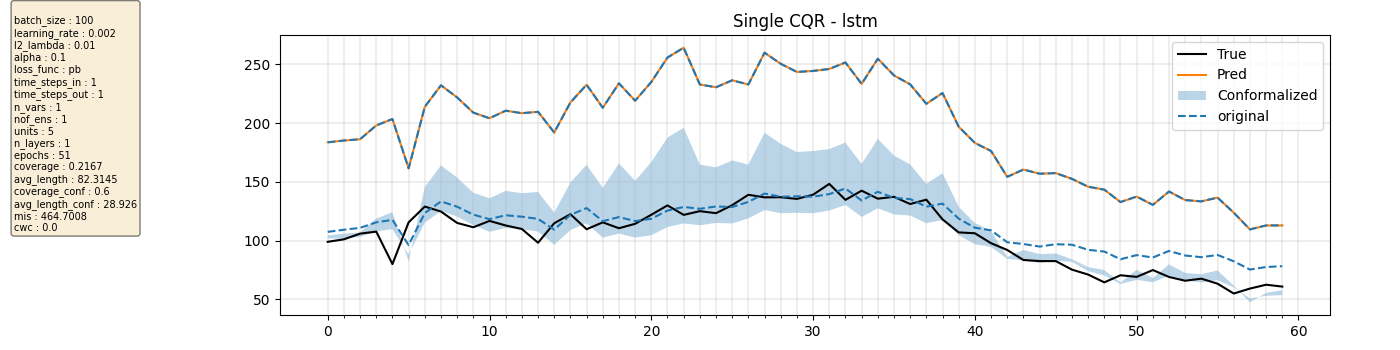 batch_size : 100
learning_rate : 0.002
l2_lambda : 0.01
alpha : 0.1
loss_func : pb
time_steps_in : 1
time_steps_out : 1
n_vars : 1
nof_ens : 1
units : 5
n_layers : 1
epochs : 51
coverage : 0.2167
avg_length : 82.3145
coverage_conf : 0.6
avg_length_conf : 28.926
mis : 464.7008
cwc : 0.0
Single CQR - lstm
True
Pred
Conformalized
original
250
200
150
100
50
0 10 20 30 40 50 60